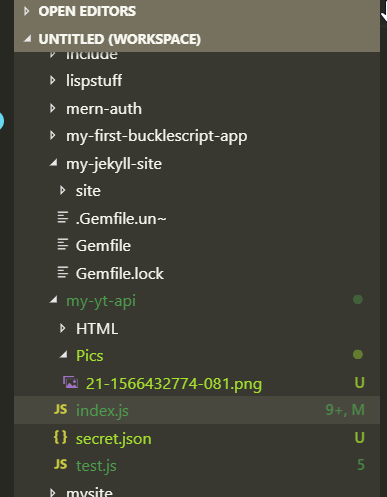 OPEN EDITORS
UNTITLED (WORKSPACE)
include
lispstuff
mern-auth
my-first-bucklescript-app
my-jekyll-site
site
.Gemfile.un~
Gemfile
Gemfile.lock
my-yt-api
HTML
Pics
21-1566432774-081.png U
JS index.js 9+, M
{ } secret.json U
JS test.js 5
mysite